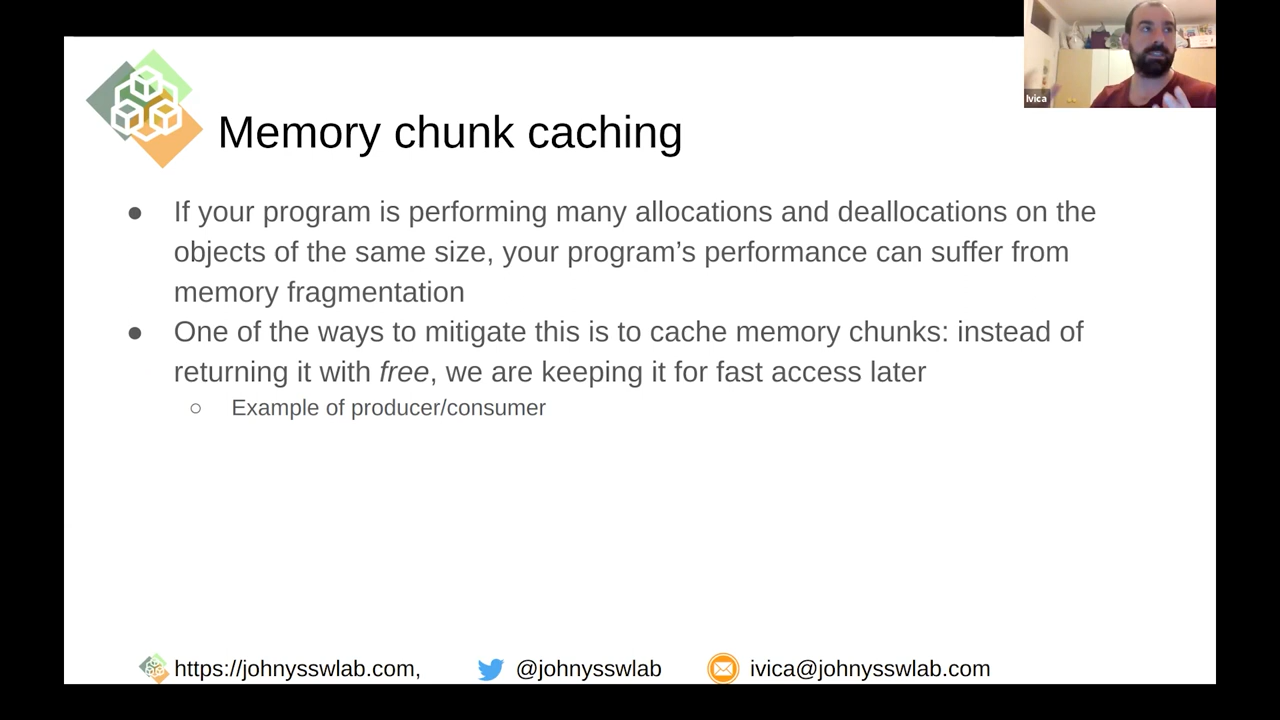 Ivica
Memory chunk caching
● If your program is performing many allocations and deallocations on the
objects of the same size, your program’s performance can suffer from
memory fragmentation
● One of the ways to mitigate this is to cache memory chunks: instead of
returning it with free, we are keeping it for fast access later
○ Example of producer/consumer
https://johnysswlab.com, @johnysswlab ivica@johnysswlab.com